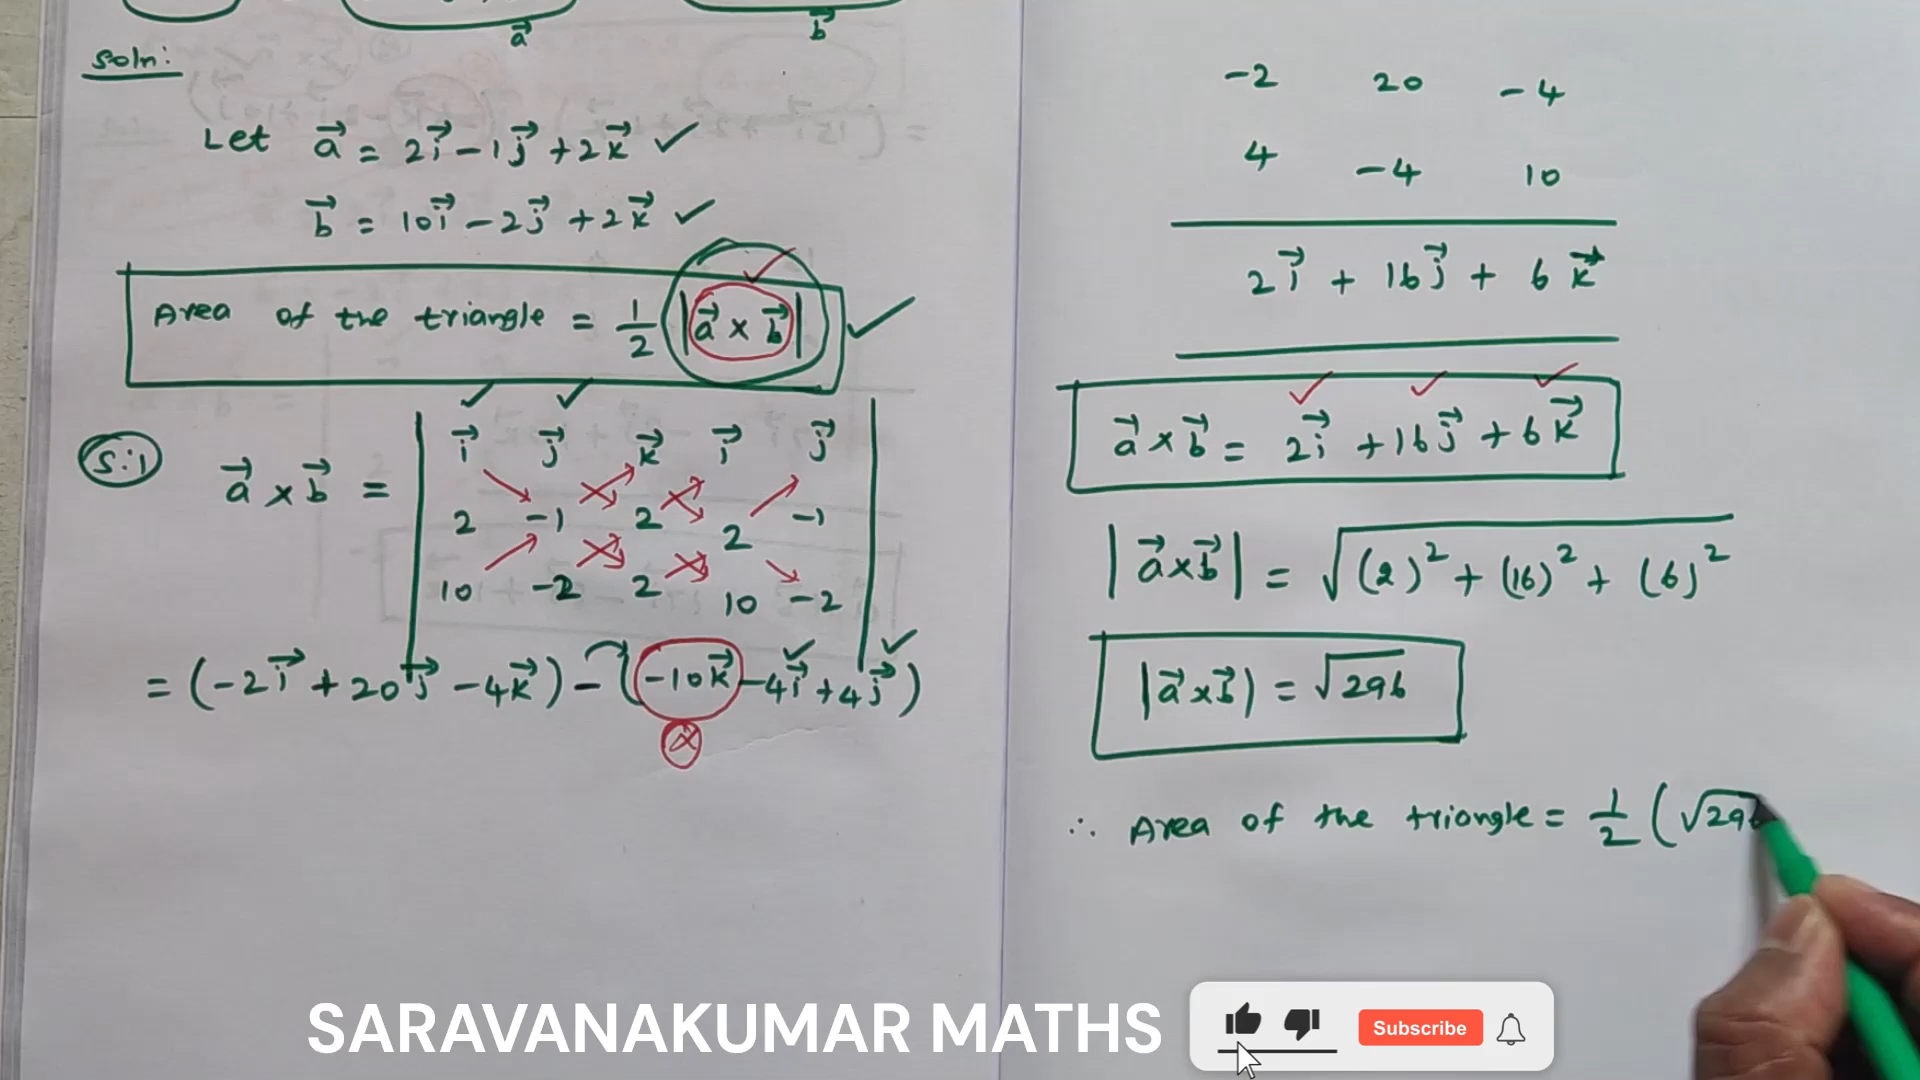 a⃗ b⃗
Soln:
Let a⃗ = 2i⃗ - 1j⃗ + 2k⃗ ✓
b⃗ = 10i⃗ - 2j⃗ + 2k⃗ ✓
Area of the triangle = 1/2 |a⃗ × b⃗| ✓
S:1 a⃗ × b⃗ = | i⃗ j⃗ k⃗ i⃗ j⃗ |
2 -1 2 2 -1
10 -2 2 10 -2
= (-2i⃗ + 20j⃗ - 4k⃗) - (-10k⃗ - 4i⃗ + 4j⃗)
-2 20 -4
4 -4 10
2i⃗ + 16j⃗ + 6k⃗
a⃗ × b⃗ = 2i⃗ + 16j⃗ + 6k⃗
|a⃗ × b⃗| = √(2)² + (16)² + (6)²
|a⃗ × b⃗) = √296
∴ Area of the triangle = 1/2 (√296
SARAVANAKUMAR MATHS
Subscribe